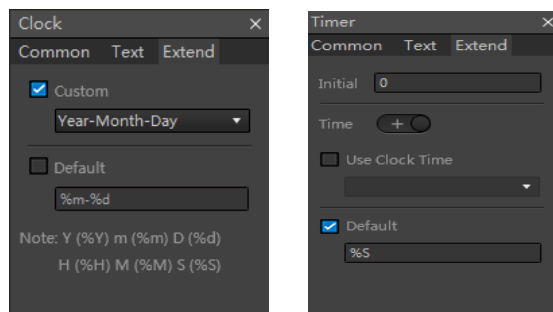 Clock
Common Text Extend
Custom
Year-Month-Day
Default
%m-%d
Note: Y (%Y) m (%m) D (%d)
H (%H) M (%M) S (%S)
Timer
Common Text Extend
Initial 0
Time +
Use Clock Time
Default
%S